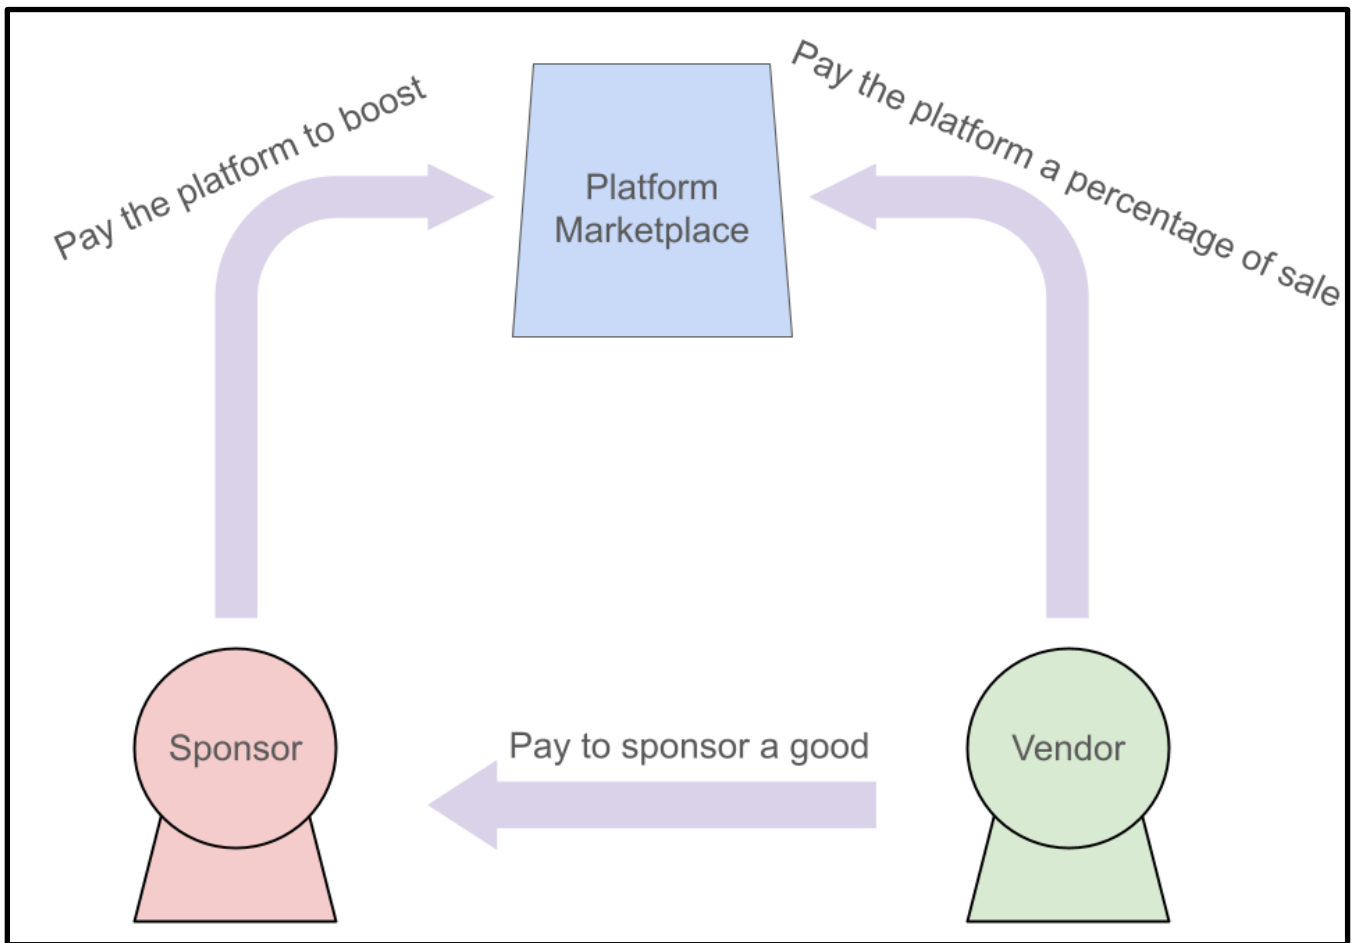 Pay the platform to boost
Pay the platform a percentage of sale
Platform
Marketplace
Sponsor
Pay to sponsor a good
Vendor